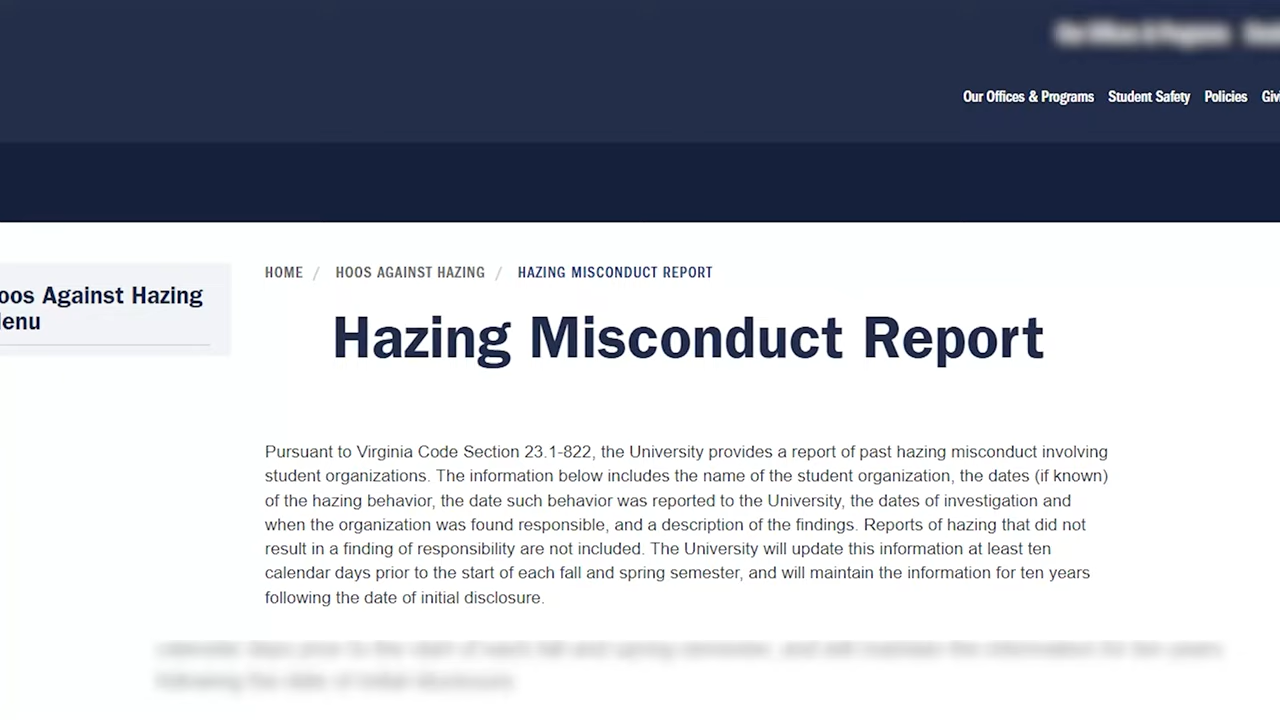 Our Offices & Programs Student Safety Policies
HOME / HOOS AGAINST HAZING / HAZING MISCONDUCT REPORT
oos Against Hazing
enu
Hazing Misconduct Report
Pursuant to Virginia Code Section 23.1-822, the University provides a report of past hazing misconduct involving
student organizations. The information below includes the name of the student organization, the dates (if known)
of the hazing behavior, the date such behavior was reported to the University, the dates of investigation and
when the organization was found responsible, and a description of the findings. Reports of hazing that did not
result in a finding of responsibility are not included. The University will update this information at least ten
calendar days prior to the start of each fall and spring semester, and will maintain the information for ten years
following the date of initial disclosure.